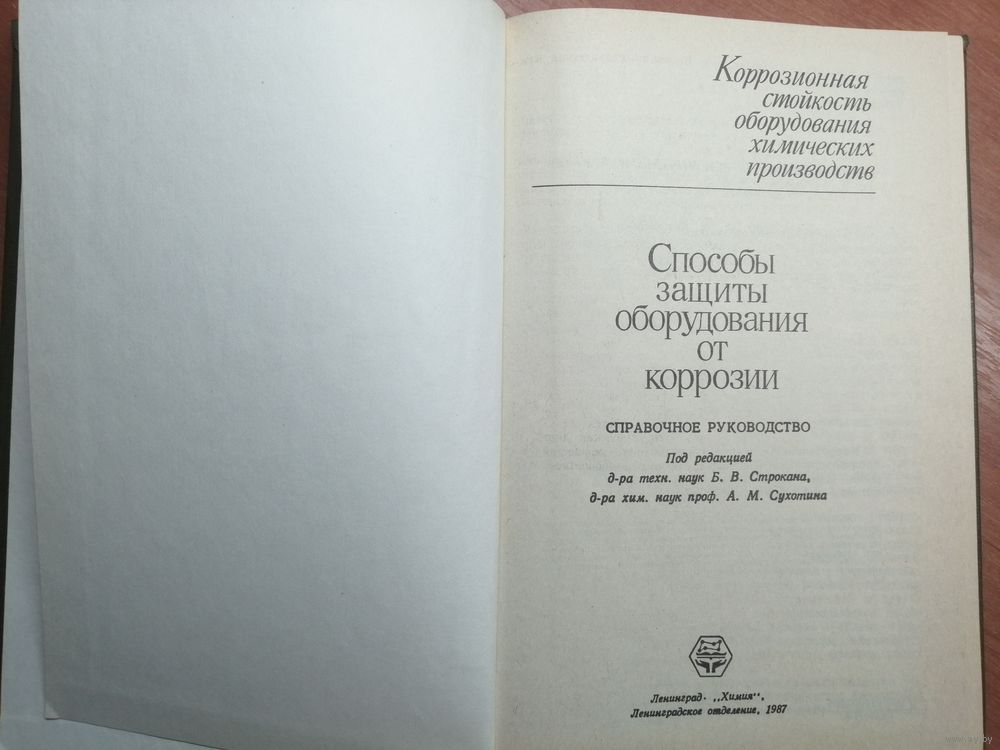 Коррозионная
стойкость
оборудования
химических
производств
Способы
защиты
оборудования
от
коррозии
СПРАВОЧНОЕ РУКОВОДСТВО
Под редакцией
д-ра техн. наук Б. В. Строкана,
д-ра хим. наук проф. А. М. Сухотина
Ленинград· „Химия“,
Ленинградское отделение, 1987